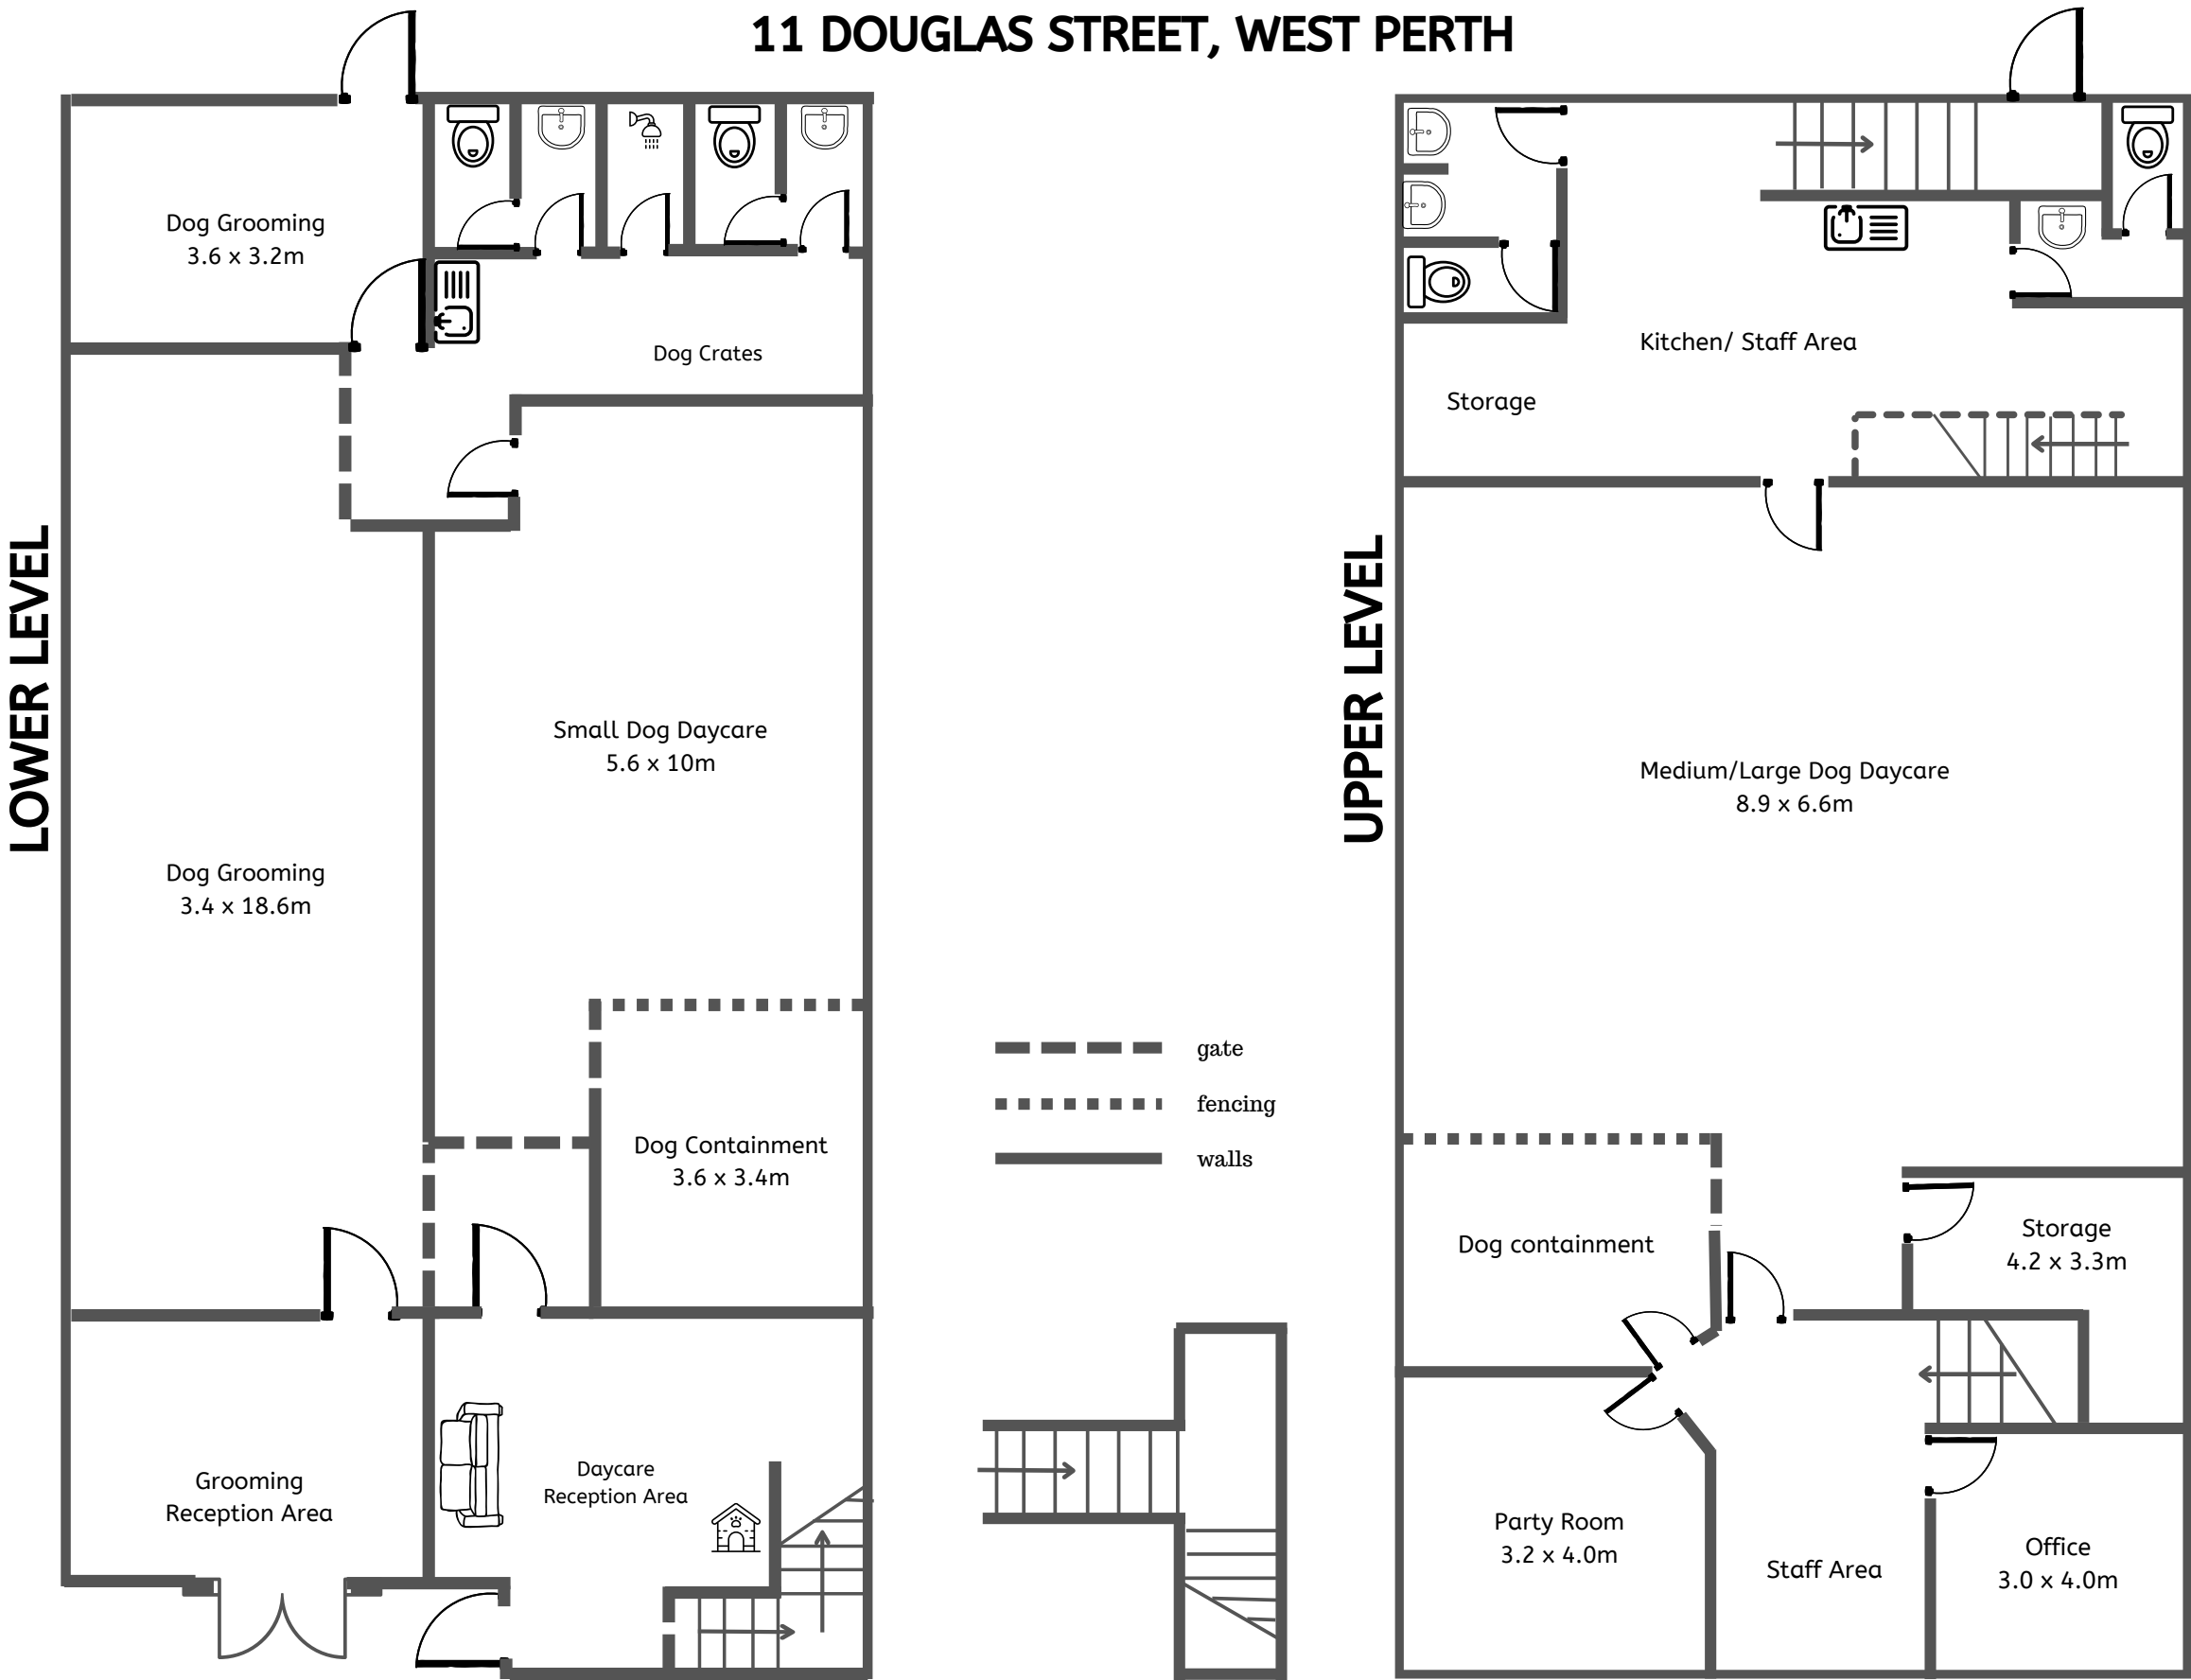 11 DOUGLAS STREET, WEST PERTH
LOWER LEVEL
Dog Grooming
3.6 x 3.2m
Dog Crates
Small Dog Daycare
5.6 x 10m
Dog Grooming
3.4 x 18.6m
Dog Containment
3.6 x 3.4m
Grooming
Reception Area
Daycare
Reception Area
gate
fencing
walls
UPPER LEVEL
Kitchen/ Staff Area
Storage
Medium/Large Dog Daycare
8.9 x 6.6m
Dog containment
Storage
4.2 x 3.3m
Party Room
3.2 x 4.0m
Staff Area
Office
3.0 x 4.0m